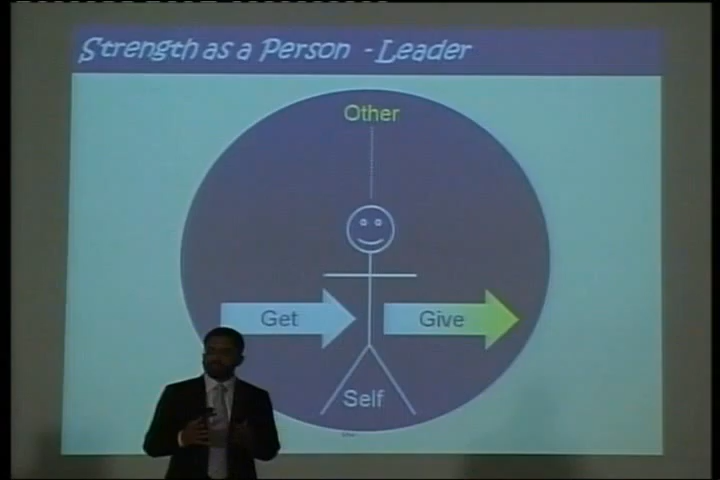 Strength as a Person - Leader
Other
Get
Give
Self